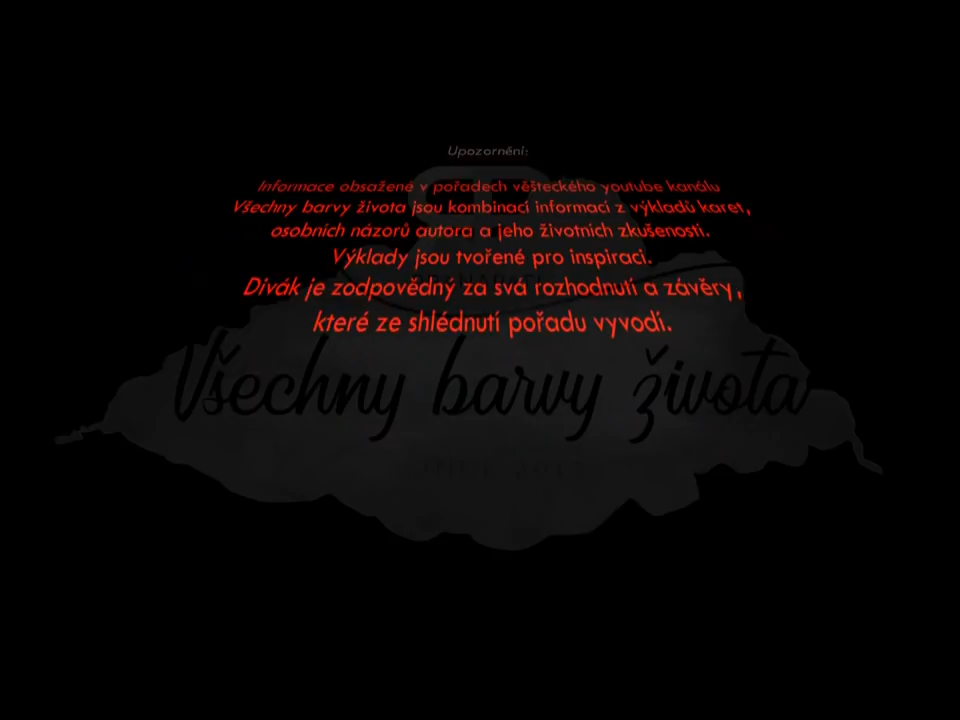 Upozornění:
Informace obsažené v pořadech věšteckého youtube kanálu
Všechny barvy života jsou kombinací informací z výkladů karet,
osobních názorů autora a jeho životních zkušeností.
Výklady jsou tvořené pro inspiraci.
Divák je zodpovědný za svá rozhodnutí a závěry,
které ze shlédnutí pořadu vyvodí.
Všechny barvy života